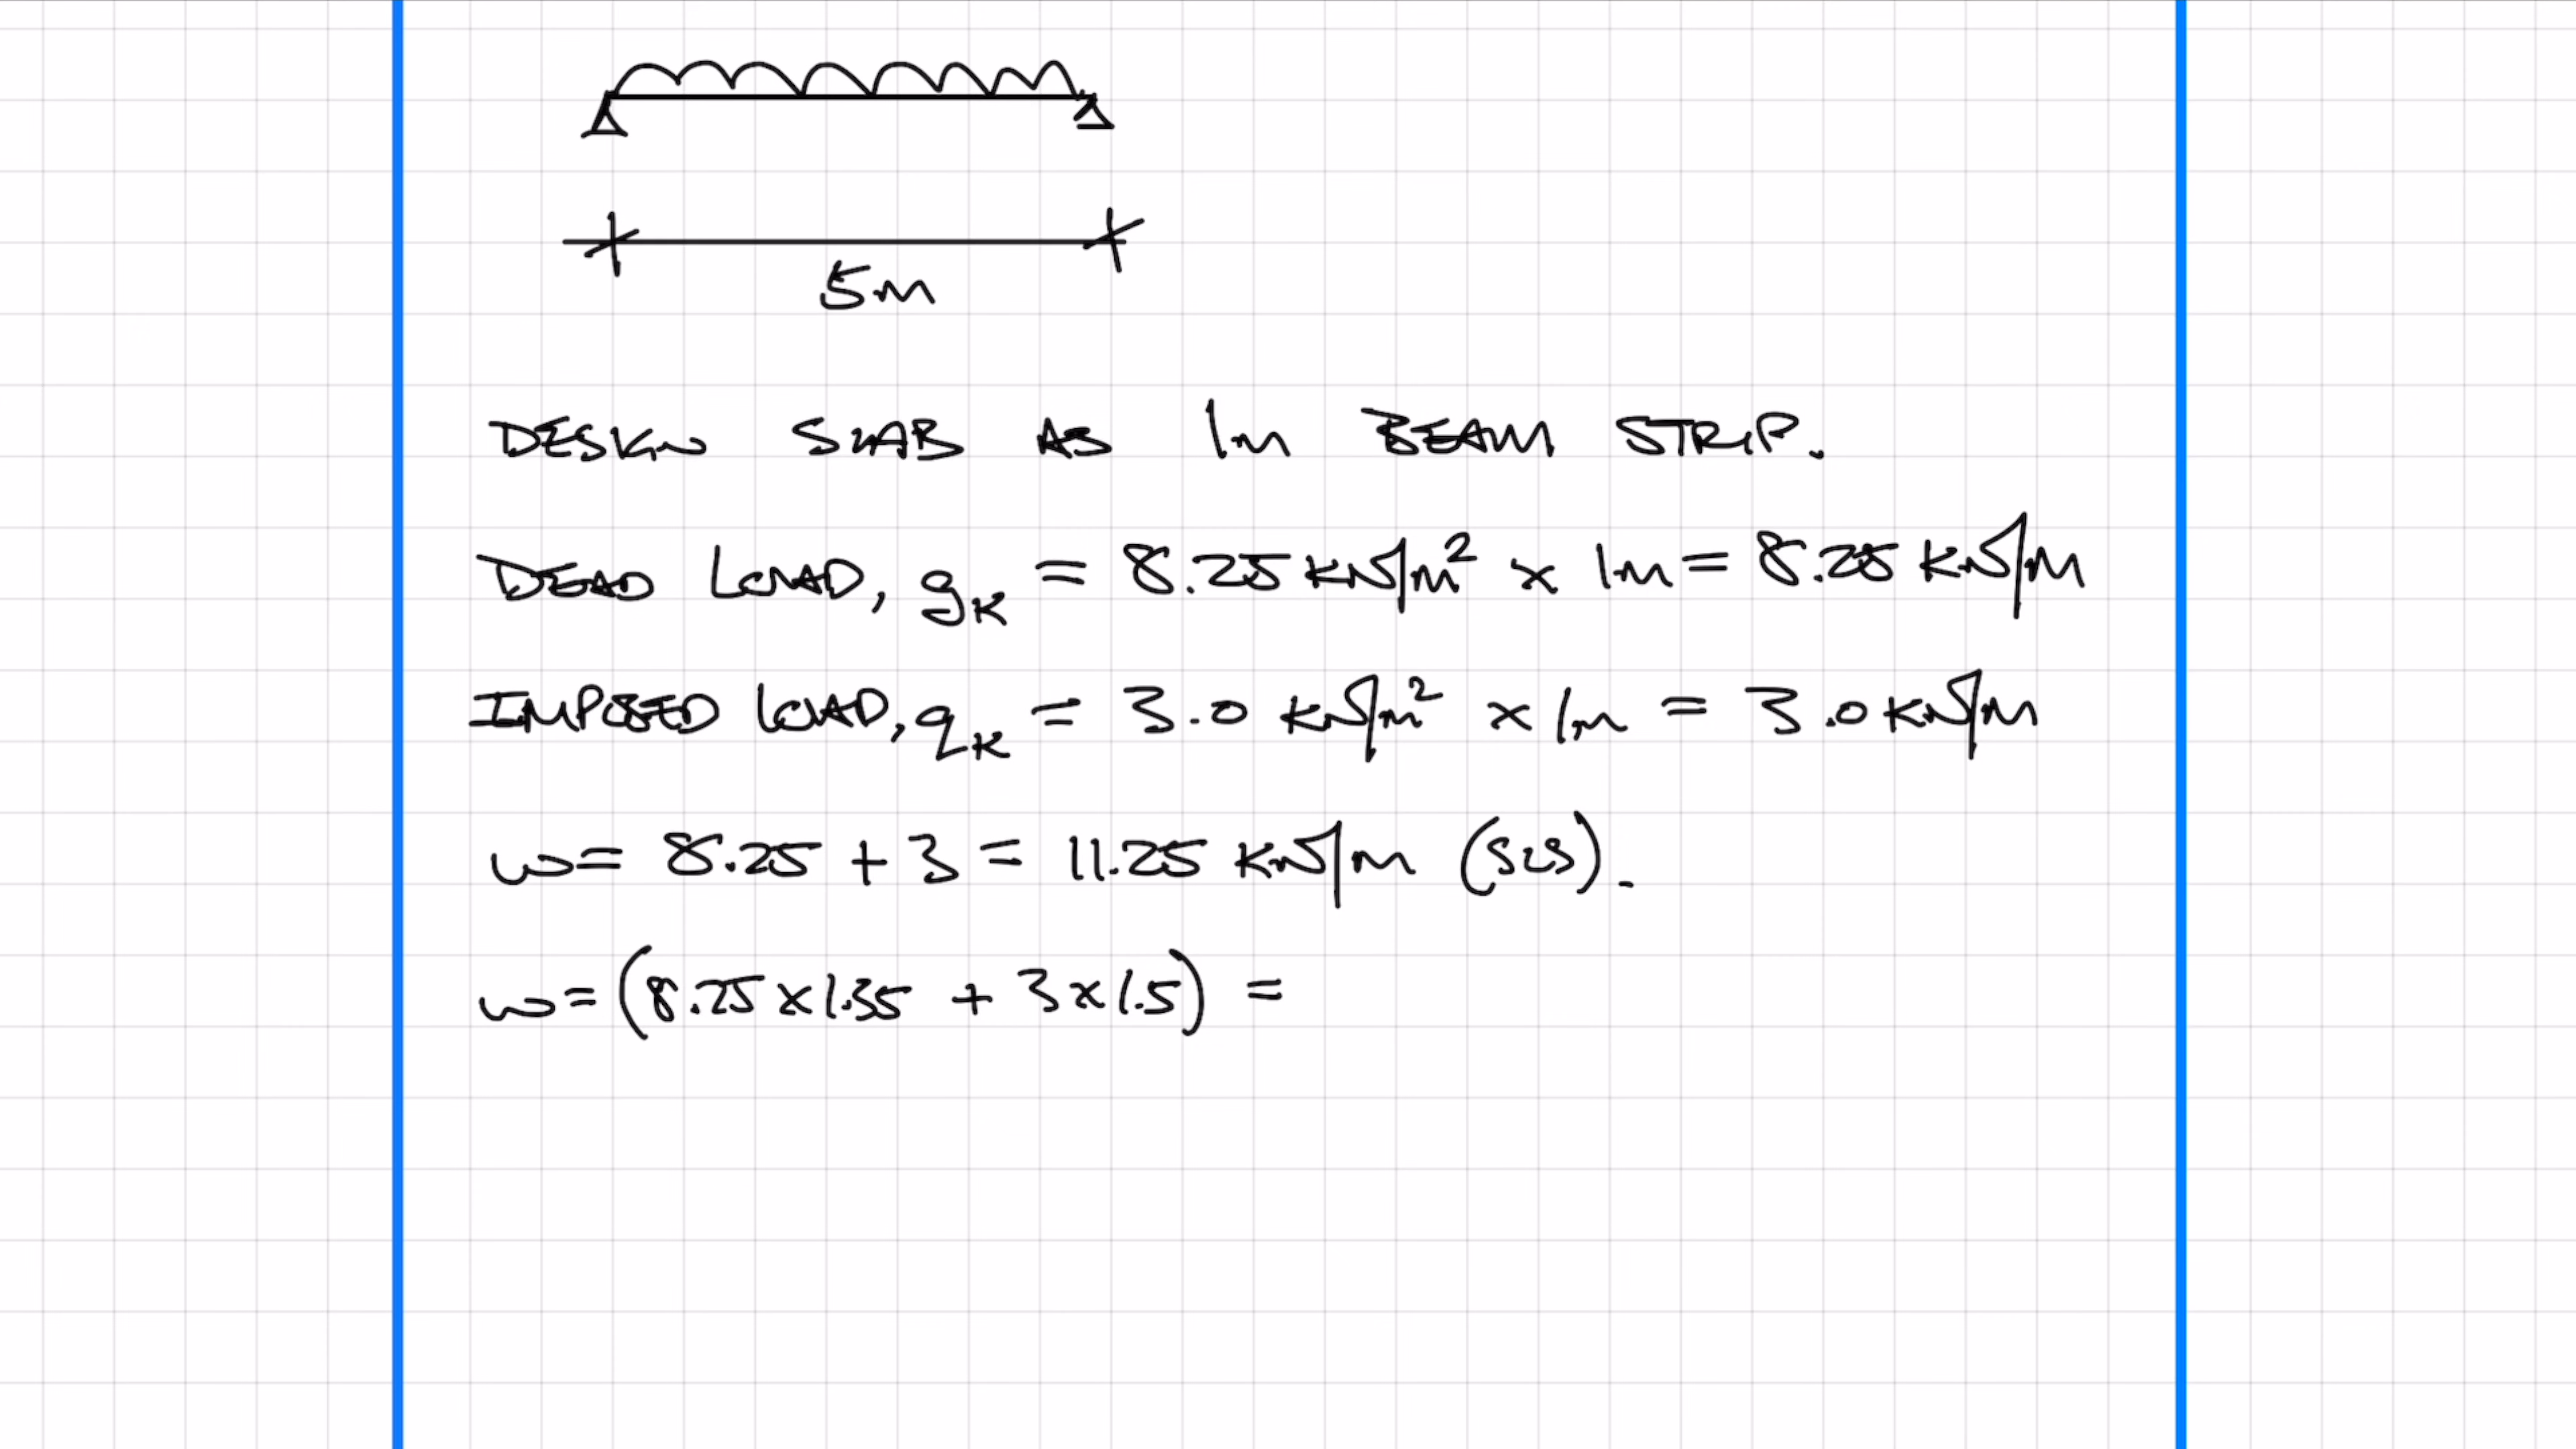 5m
DESIGN SLAB AS 1m BEAM STRIP.
DEAD LOAD, gK = 8.25 kN/m² x 1m = 8.25 kN/m
IMPOSED LOAD, qK = 3.0 kN/m² x 1m = 3.0 kN/m
w = 8.25 + 3 = 11.25 kN/m (SLS).
w = (8.25 x 1.35 + 3 x 1.5) =